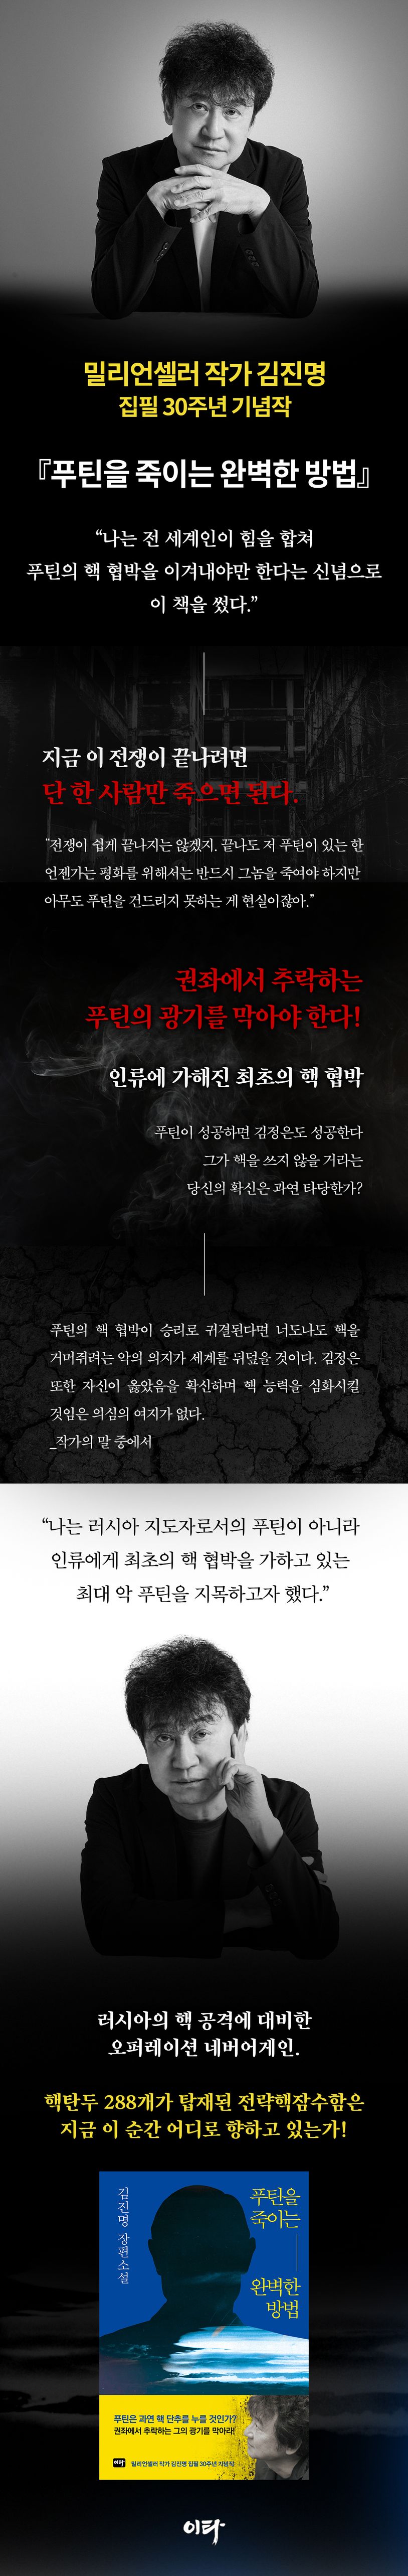 밀리언셀러 작가 김진명
집필 30주년 기념작
『푸틴을 죽이는 완벽한 방법』
“나는 전 세계인이 힘을 합쳐
푸틴의 핵 협박을 이겨내야만 한다는 신념으로
이 책을 썼다.”
지금 이 전쟁이 끝나려면
단 한 사람만 죽으면 된다.
“전쟁이 쉽게 끝나지는 않겠지. 끝나도 저 푸틴이 있는 한
언젠가는 평화를 위해서는 반드시 그놈을 죽여야 하지만
아무도 푸틴을 건드리지 못하는 게 현실이잖아.”
권좌에서 추락하는
푸틴의 광기를 막아야 한다!
인류에 가해진 최초의 핵 협박
푸틴이 성공하면 김정은도 성공한다
그가 핵을 쓰지 않을 거라는
당신의 확신은 과연 타당한가?
푸틴의 핵 협박이 승리로 귀결된다면 너도나도 핵을
거머쥐려는 악의 의지가 세계를 뒤덮을 것이다. 김정은
또한 자신이 옳았음을 확신하며 핵 능력을 심화시킬
것임은 의심의 여지가 없다.
_작가의 말 중에서
“나는 러시아 지도자로서의 푸틴이 아니라
인류에게 최초의 핵 협박을 가하고 있는
최대 악 푸틴을 지목하고자 했다.”
러시아의 핵 공격에 대비한
오퍼레이션 네버어게인.
핵탄두 288개가 탑재된 전략핵잠수함은
지금 이 순간 어디로 향하고 있는가!
김진명 장편소설
푸틴을
죽이는
완벽한
방법
푸틴은 과연 핵 단추를 누를 것인가?
권좌에서 추락하는 그의 광기를 막아라!
이타
밀리언셀러 작가 김진명 집필 30주년 기념작
이타